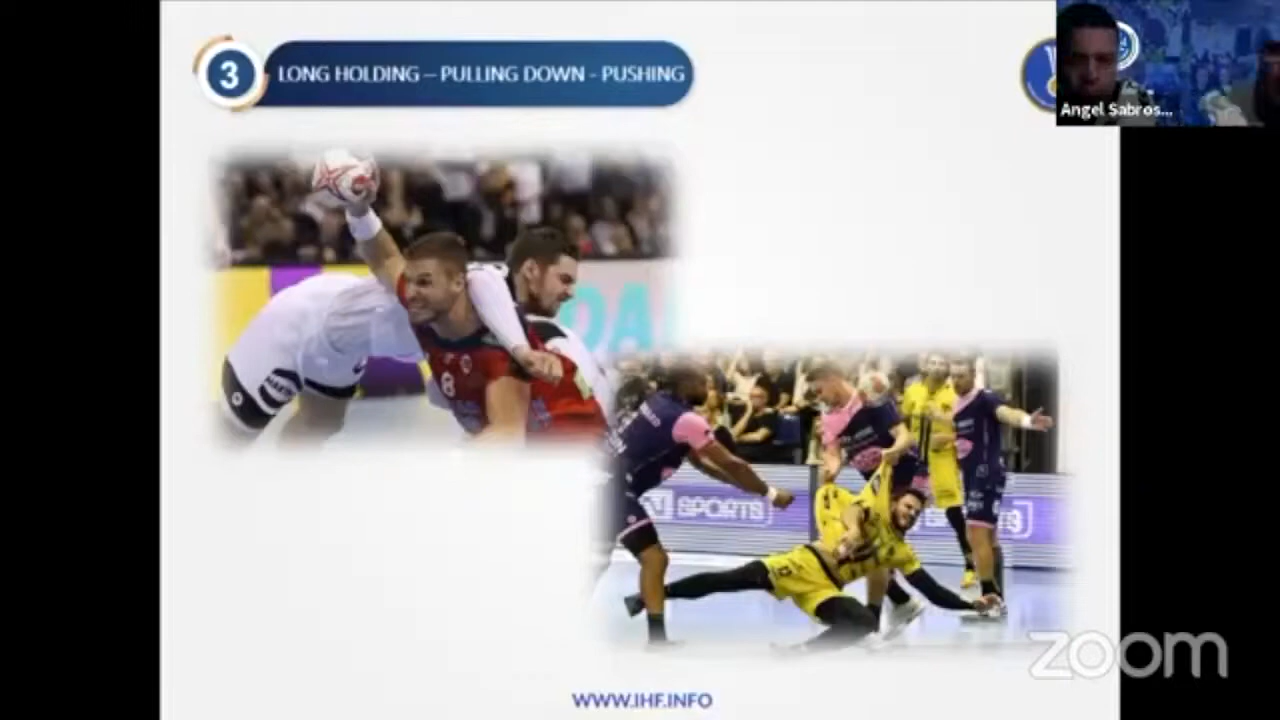 3
LONG HOLDING – PULLING DOWN - PUSHING
Angel Sabros...
8
SPORTS
WWW.IHF.INFO
zoom